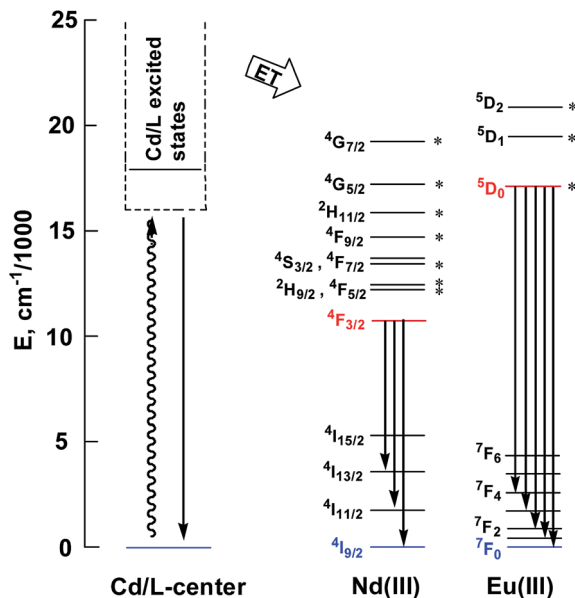 25
20
15
10
5
0
E, cm⁻¹/1000
Cd/L excited
states
ET
⁴G₇/₂ *
⁴G₅/₂ *
²H₁₁/₂ *
⁴F₉/₂ *
⁴S₃/₂ , ⁴F₇/₂ *
²H₉/₂ , ⁴F₅/₂ * *
⁴F₃/₂
⁴I₁₅/₂
⁴I₁₃/₂
⁴I₁₁/₂
⁴I₉/₂
⁵D₂ *
⁵D₁ *
⁵D₀ *
⁷F₆
⁷F₄
⁷F₂
⁷F₀
Cd/L-center
Nd(III)
Eu(III)